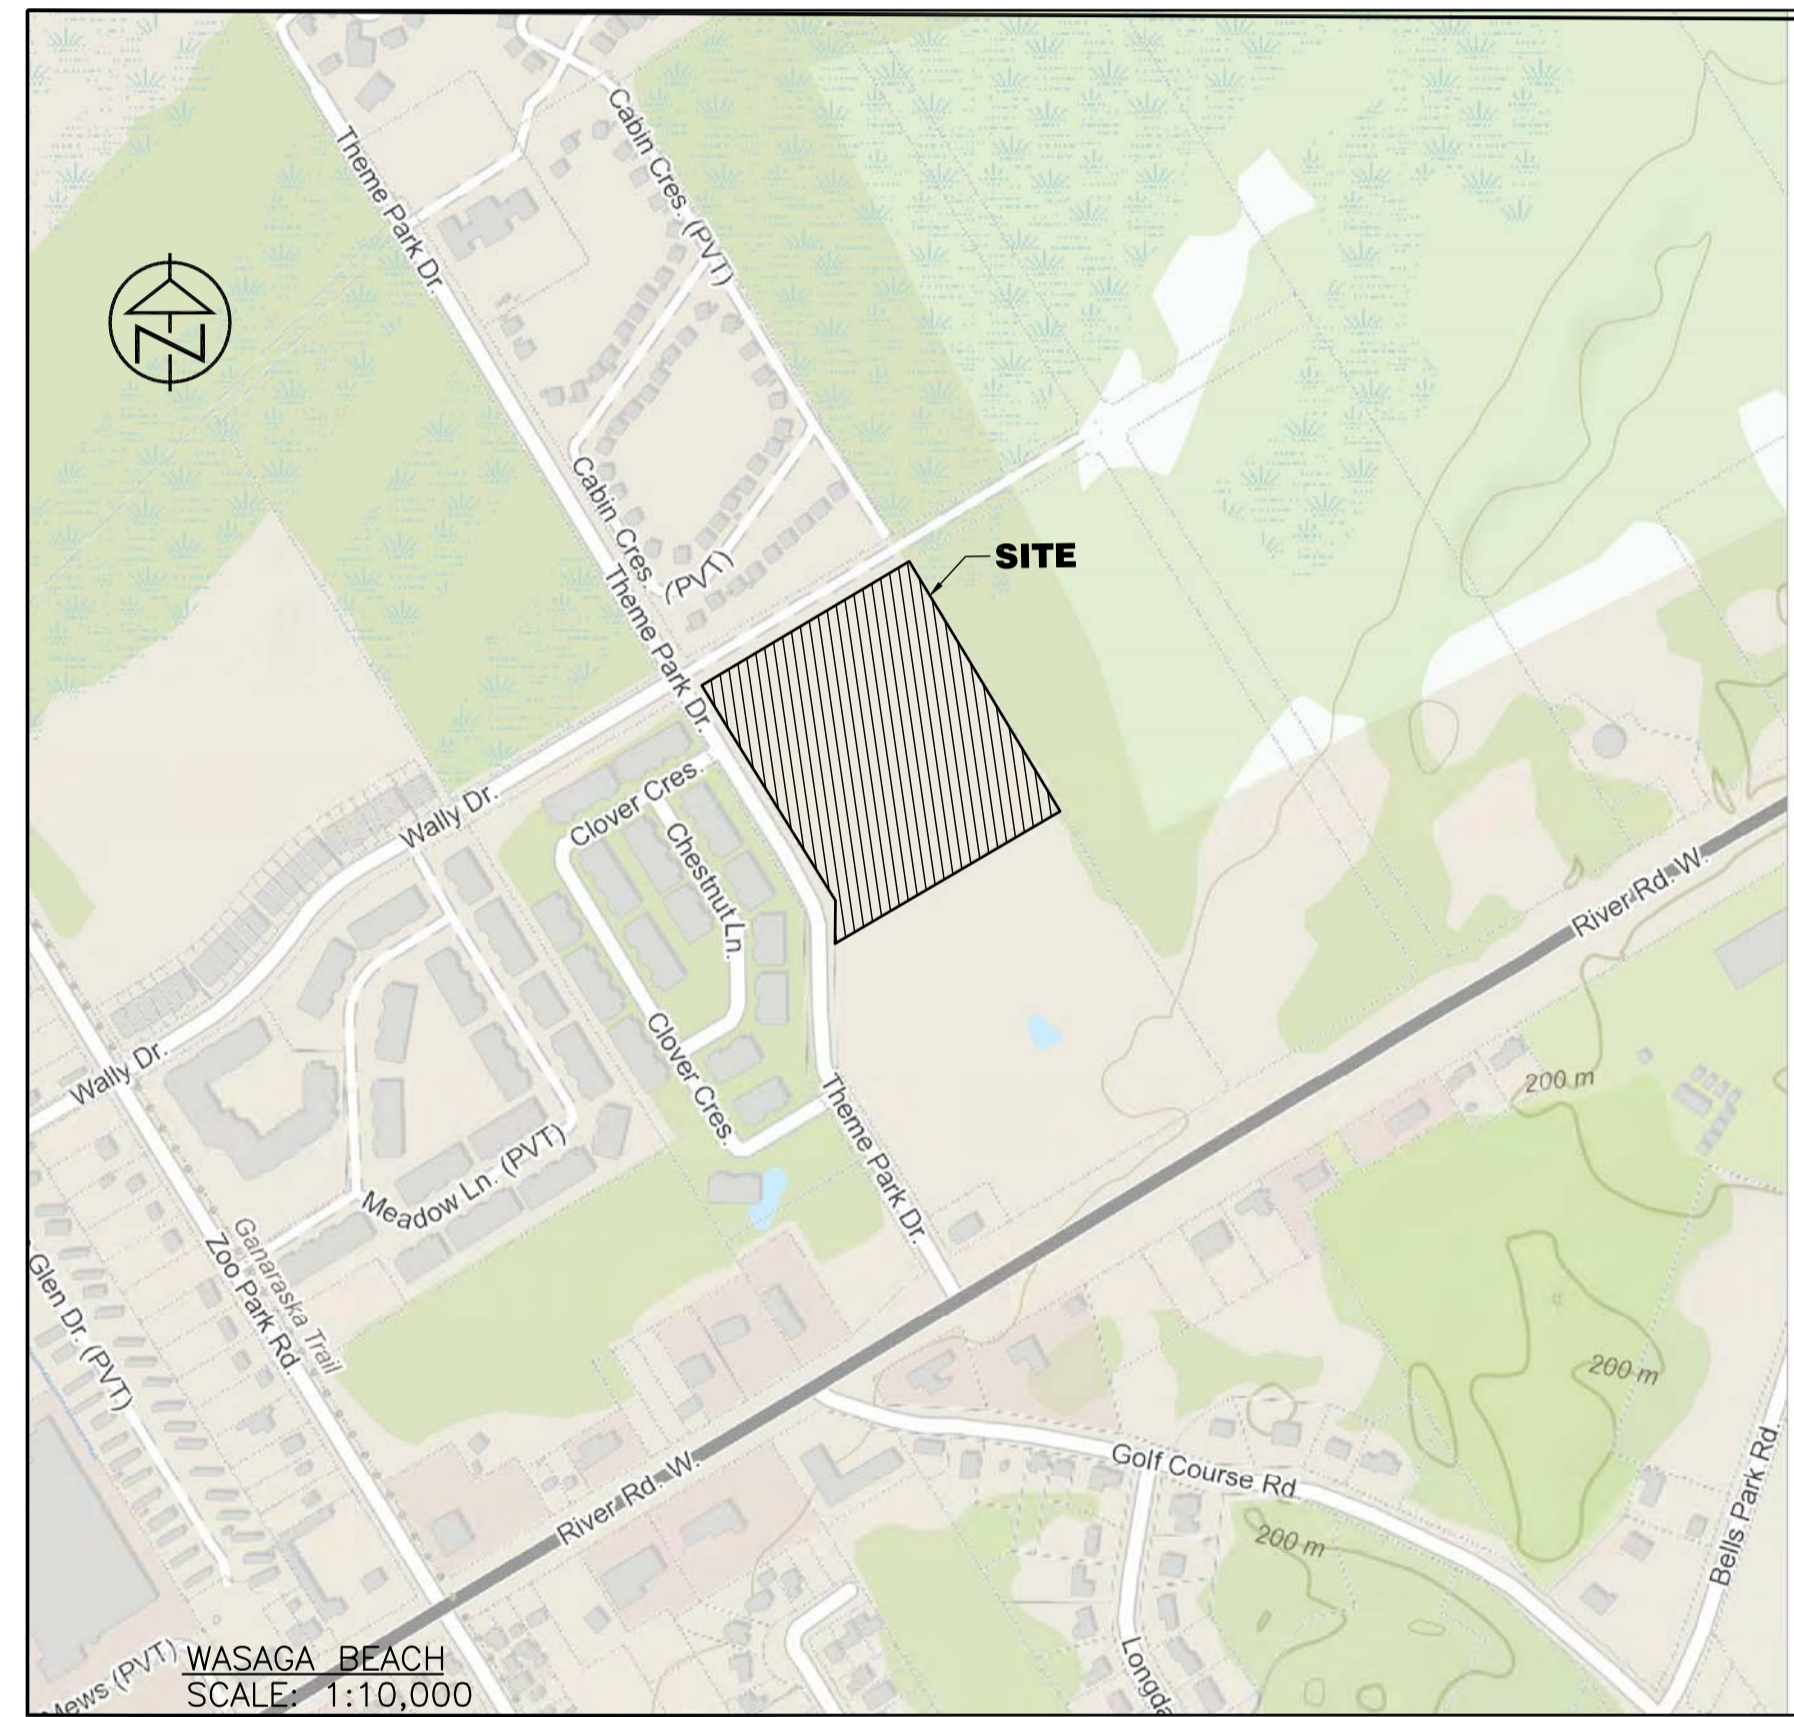 Cabin Cres. (PVT)
Theme Park Dr.
N
Cabin Cres. (PVT)
SITE
Theme Park Dr.
Clover Cres.
Wally Dr.
Chestnut Ln.
River Rd. W.
Wally Dr.
Clover Cres.
200 m
Theme Park Dr.
Meadow Ln. (PVT)
Ganaraska Trail
Zoo Park Rd.
Glen Dr. (PVT)
200 m
Golf Course Rd.
River Rd. W.
Bells Park Rd.
200 m
Mews (PVT)
WASAGA BEACH
SCALE: 1:10,000
Longda